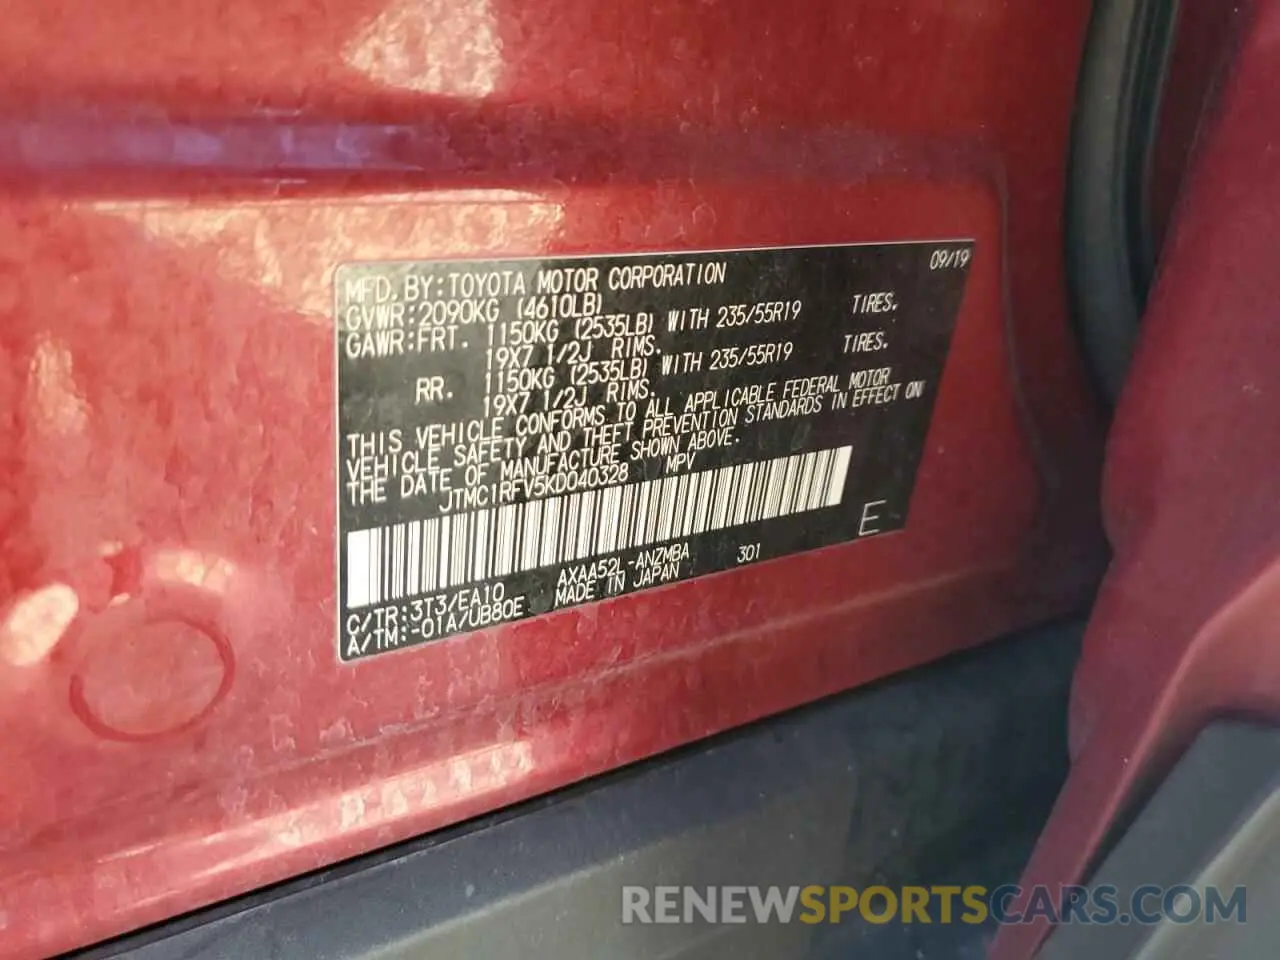 MFD. BY: TOYOTA MOTOR CORPORATION 09/19
GVWR: 2090KG (4610LB)
GAWR: FRT. 1150KG (2535LB) WITH 235/55R19 TIRES.
19X7 1/2J RIMS.
RR. 1150KG (2535LB) WITH 235/55R19 TIRES.
19X7 1/2J RIMS.
THIS VEHICLE CONFORMS TO ALL APPLICABLE FEDERAL MOTOR
VEHICLE SAFETY AND THEFT PREVENTION STANDARDS IN EFFECT ON
THE DATE OF MANUFACTURE SHOWN ABOVE.
JTMC1RFV5KD040328 MPV
E
C/TR: 3T3/EA10 AXAA52L-ANZMBA 301
A/TM: -01A/UB80E MADE IN JAPAN
RENEWSPORTSCARS.COM